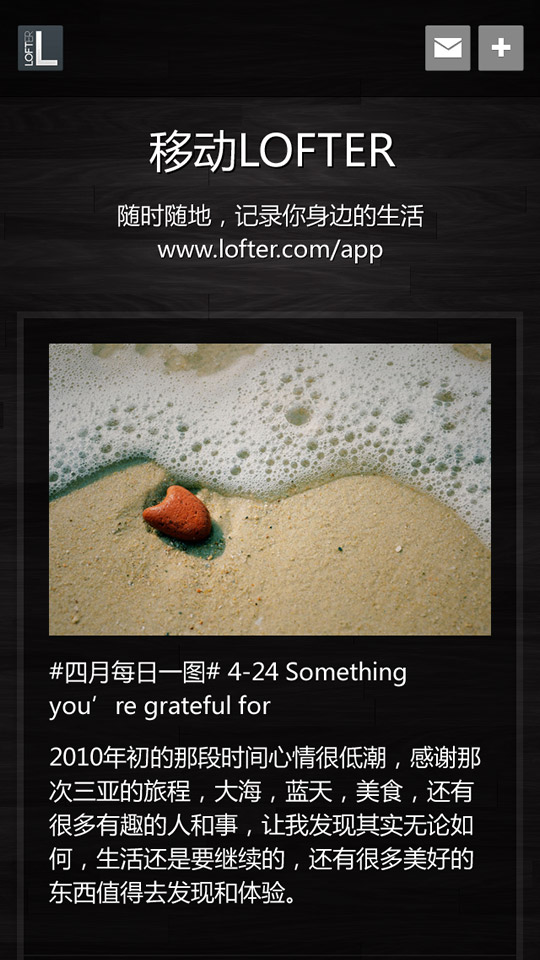 LOFTER
L
移动LOFTER
随时随地，记录你身边的生活
www.lofter.com/app
#四月每日一图# 4-24 Something
you’re grateful for
2010年初的那段时间心情很低潮，感谢那
次三亚的旅程，大海，蓝天，美食，还有
很多有趣的人和事，让我发现其实无论如
何，生活还是要继续的，还有很多美好的
东西值得去发现和体验。